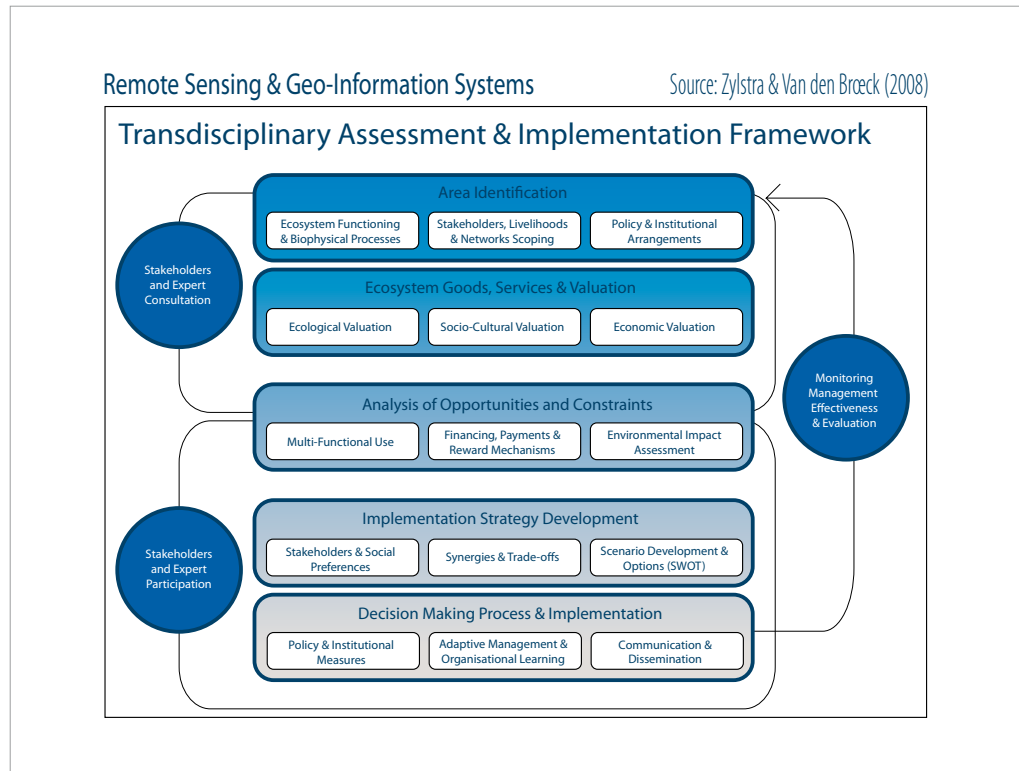 Remote Sensing & Geo-Information Systems
Source: Zylstra & Van den Brœck (2008)
Transdisciplinary Assessment & Implementation Framework
Area Identification
Ecosystem Functioning
& Biophysical Processes
Stakeholders, Livelihoods
& Networks Scoping
Policy & Institutional
Arrangements
Stakeholders
and Expert
Consultation
Ecosystem Goods, Services & Valuation
Ecological Valuation
Socio-Cultural Valuation
Economic Valuation
Analysis of Opportunities and Constraints
Multi-Functional Use
Financing, Payments &
Reward Mechanisms
Environmental Impact
Assessment
Monitoring
Management
Effectiveness
& Evaluation
Implementation Strategy Development
Stakeholders & Social
Preferences
Synergies & Trade-offs
Scenario Development &
Options (SWOT)
Stakeholders
and Expert
Participation
Decision Making Process & Implementation
Policy & Institutional
Measures
Adaptive Management &
Organisational Learning
Communication &
Dissemination